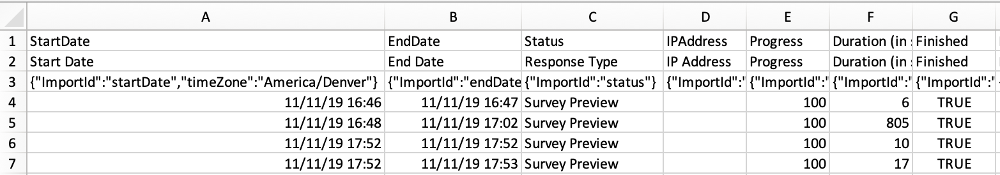 A B C D E F G
1 StartDate EndDate Status IPAddress Progress Duration (in Finished
2 Start Date End Date Response Type IP Address Progress Duration (in Finished
3 {"ImportId":"startDate","timeZone":"America/Denver"} {"ImportId":"endDate {"ImportId":"status"} {"ImportId":" {"ImportId":" {"ImportId":" {"ImportId":"
4 11/11/19 16:46 11/11/19 16:47 Survey Preview 100 6 TRUE
5 11/11/19 16:48 11/11/19 17:02 Survey Preview 100 805 TRUE
6 11/11/19 17:52 11/11/19 17:52 Survey Preview 100 10 TRUE
7 11/11/19 17:52 11/11/19 17:53 Survey Preview 100 17 TRUE